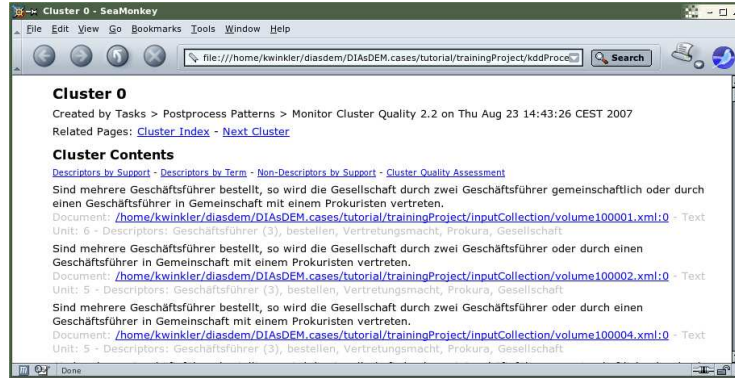 Cluster 0 - SeaMonkey
File Edit View Go Bookmarks Tools Window Help
file:///home/kwinkler/diasdem/DIAsDEM.cases/tutorial/trainingProject/kddProce Search
Cluster 0
Created by Tasks > Postprocess Patterns > Monitor Cluster Quality 2.2 on Thu Aug 23 14:43:26 CEST 2007
Related Pages: Cluster Index - Next Cluster
Cluster Contents
Descriptors by Support - Descriptors by Term - Non-Descriptors by Support - Cluster Quality Assessment
Sind mehrere Geschäftsführer bestellt, so wird die Gesellschaft durch zwei Geschäftsführer gemeinschaftlich oder durch
einen Geschäftsführer in Gemeinschaft mit einem Prokuristen vertreten.
Document: /home/kwinkler/diasdem/DIAsDEM.cases/tutorial/trainingProject/inputCollection/volume100001.xml:0 - Text
Unit: 6 - Descriptors: Geschäftsführer (3), bestellen, Vertretungsmacht, Prokura, Gesellschaft
Sind mehrere Geschäftsführer bestellt, so wird die Gesellschaft durch zwei Geschäftsführer oder durch einen
Geschäftsführer in Gemeinschaft mit einem Prokuristen vertreten.
Document: /home/kwinkler/diasdem/DIAsDEM.cases/tutorial/trainingProject/inputCollection/volume100002.xml:0 - Text
Unit: 5 - Descriptors: Geschäftsführer (3), bestellen, Vertretungsmacht, Prokura, Gesellschaft
Sind mehrere Geschäftsführer bestellt, so wird die Gesellschaft durch zwei Geschäftsführer oder durch einen
Geschäftsführer in Gemeinschaft mit einem Prokuristen vertreten.
Document: /home/kwinkler/diasdem/DIAsDEM.cases/tutorial/trainingProject/inputCollection/volume100004.xml:0 - Text
Unit: 5 - Descriptors: Geschäftsführer (3), bestellen, Vertretungsmacht, Prokura, Gesellschaft
Done